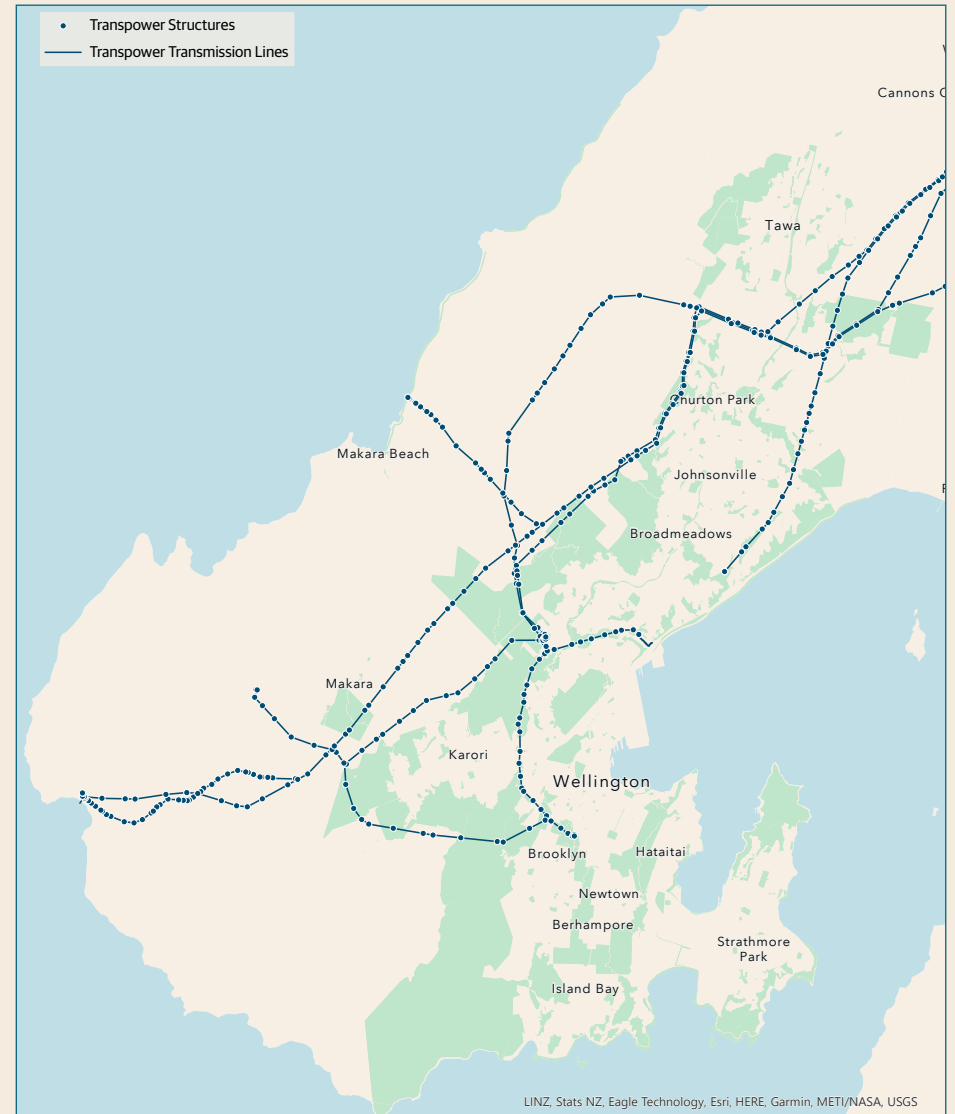 Transpower Structures
Transpower Transmission Lines
Cannons
Tawa
Churton Park
Makara Beach
Johnsonville
Broadmeadows
Makara
Karori
Wellington
Brooklyn
Hataitai
Newtown
Berhampore
Strathmore
Park
Island Bay
LINZ, Stats NZ, Eagle Technology, Esri, HERE, Garmin, METI/NASA, USGS